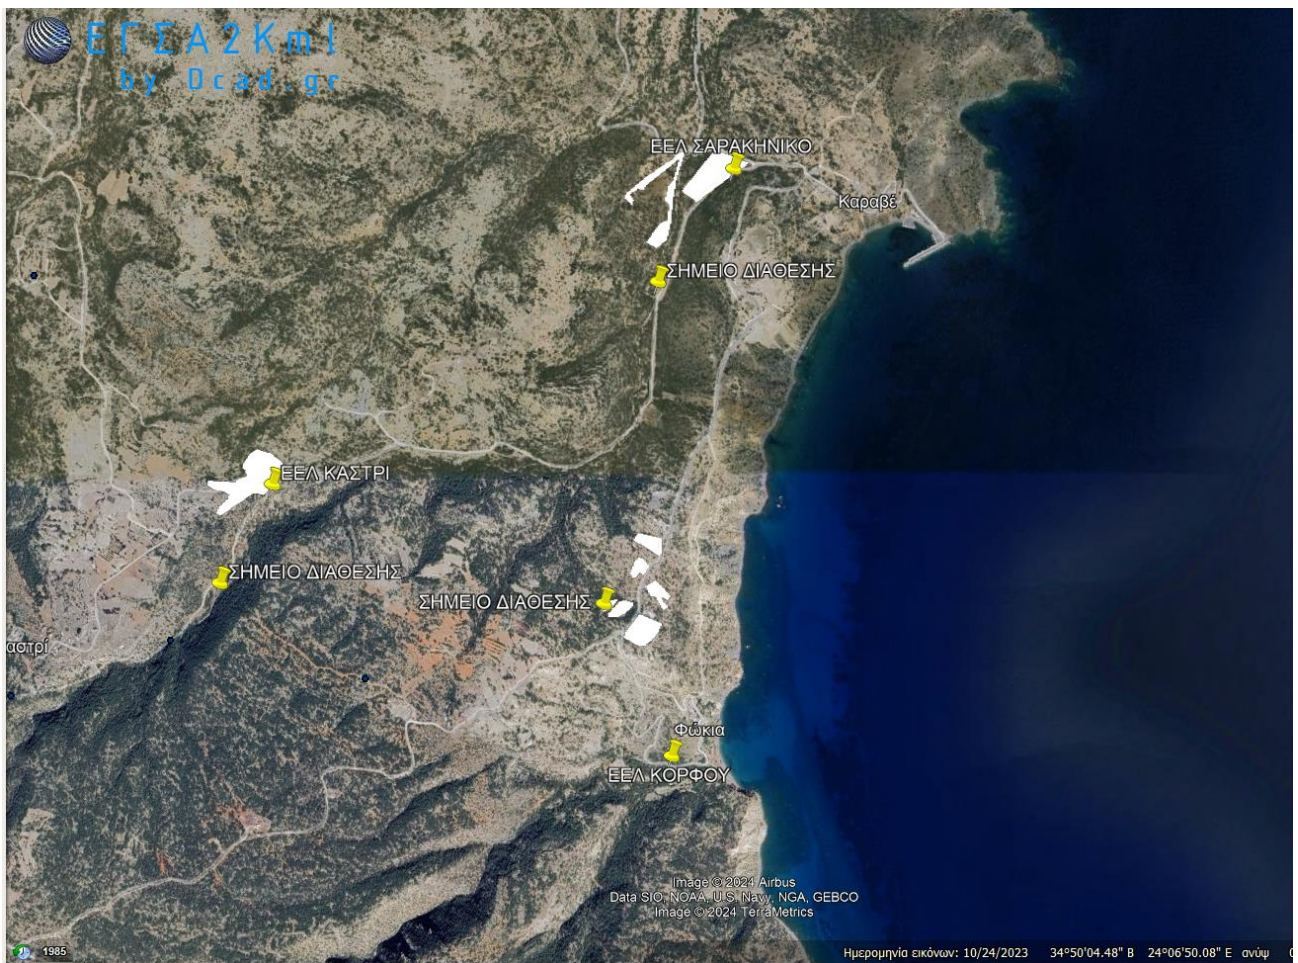 ΕΓΣΑ2Kml
by Dcad.gr
ΕΕΛ ΣΑΡΑΚΗΝΙΚΟ
Καραβέ
ΣΗΜΕΙΟ ΔΙΑΘΕΣΗΣ
ΕΕΛ ΚΑΣΤΡΙ
ΣΗΜΕΙΟ ΔΙΑΘΕΣΗΣ
ΣΗΜΕΙΟ ΔΙΑΘΕΣΗΣ
αστρί
Φώκια
ΕΕΛ ΚΟΡΦΟΥ
Image © 2024 Airbus
Data SIO, NOAA, U.S. Navy, NGA, GEBCO
Image © 2024 TerraMetrics
1985 Ημερομηνία εικόνων: 10/24/2023 34°50'04.48" Β 24°06'50.08" Ε ανύψ 0